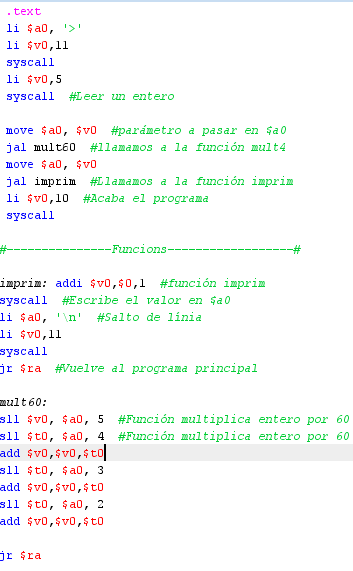 .text
li $a0, '>'
li $v0,11
syscall
li $v0,5
syscall #Leer un entero
move $a0, $v0 #parámetro a pasar en $a0
jal mult60 #llamamos a la función mult4
move $a0, $v0
jal imprim #Llamamos a la función imprim
li $v0,10 #Acaba el programa
syscall
#---------------Funcions------------------#
imprim: addi $v0,$0,1 #función imprim
syscall #Escribe el valor en $a0
li $a0, '\n' #Salto de línia
li $v0,11
syscall
jr $ra #Vuelve al programa principal
mult60:
sll $v0, $a0, 5 #Función multiplica entero por 60
sll $t0, $a0, 4 #Función multiplica entero por 60
add $v0,$v0,$t0
sll $t0, $a0, 3
add $v0,$v0,$t0
sll $t0, $a0, 2
add $v0,$v0,$t0
jr $ra